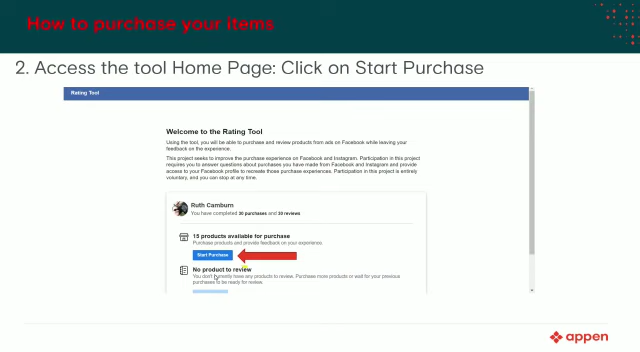 How to purchase your items
2. Access the tool Home Page: Click on Start Purchase
Rating Tool
Welcome to the Rating Tool
Using the tool, you will be able to purchase and review products from ads on Facebook while leaving your
feedback on the experience.
This project seeks to improve the purchase experience on Facebook and Instagram. Participation in this project
requires you to answer questions about purchases you have made from Facebook and Instagram and provide
access to your Facebook profile to recreate those purchase experiences. Participation in this project is entirely
voluntary, and you can stop at any time.
Ruth Camburn
You have completed 30 purchases and 39 reviews
15 products available for purchase
Purchase products and provide feedback on your experience.
Start Purchase
No product to review
You don't currently have any products to review. Purchase more products or wait for your previous
purchases to be ready for review.
appen